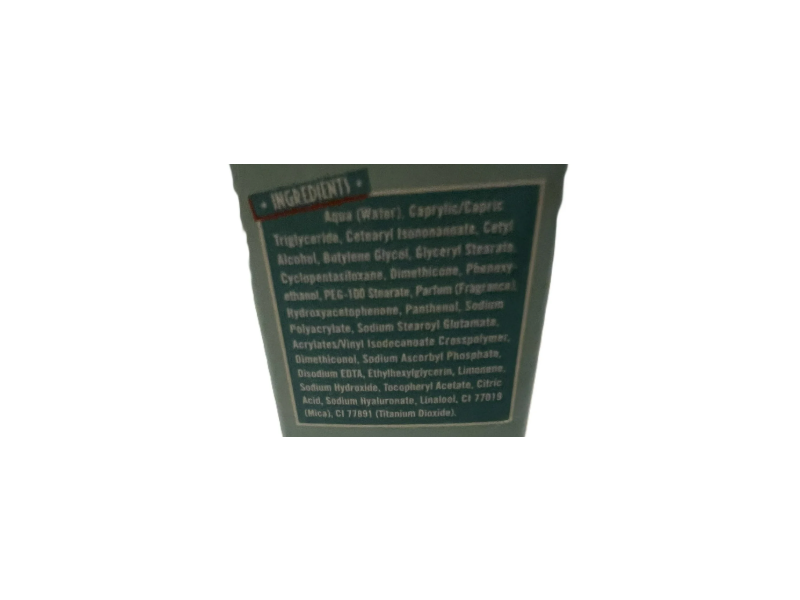 INGREDIENTS
Aqua (Water), Caprylic/Capric
Triglyceride, Cetearyl Isononanoate, Cetyl
Alcohol, Butylene Glycol, Glyceryl Stearate,
Cyclopentasiloxane, Dimethicone, Phenoxy-
ethanol, PEG-100 Stearate, Parfum (Fragrance),
Hydroxyacetophenone, Panthenol, Sodium
Polyacrylate, Sodium Stearoyl Glutamate,
Acrylates/Vinyl Isodecanoate Crosspolymer,
Dimethiconol, Sodium Ascorbyl Phosphate,
Disodium EDTA, Ethylhexylglycerin, Limonene,
Sodium Hydroxide, Tocopheryl Acetate, Citric
Acid, Sodium Hyaluronate, Linalool, CI 77019
(Mica), CI 77891 (Titanium Dioxide).